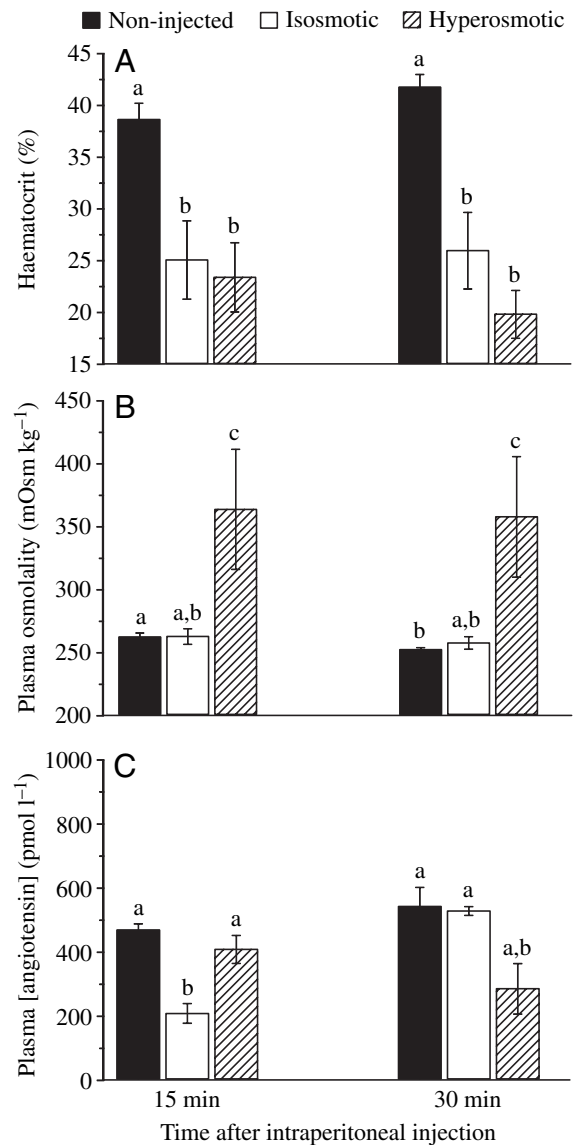 Non-injected Isosmotic Hyperosmotic
A
45
40
35
30
25
20
15
Haematocrit (%)
a
b
b
a
b
b
B
450
400
350
300
250
200
Plasma osmolality (mOsm kg⁻¹)
a
a,b
c
b
a,b
c
C
1000
800
600
400
200
0
Plasma [angiotensin] (pmol l⁻¹)
a
b
a
a
a
a,b
15 min 30 min
Time after intraperitoneal injection